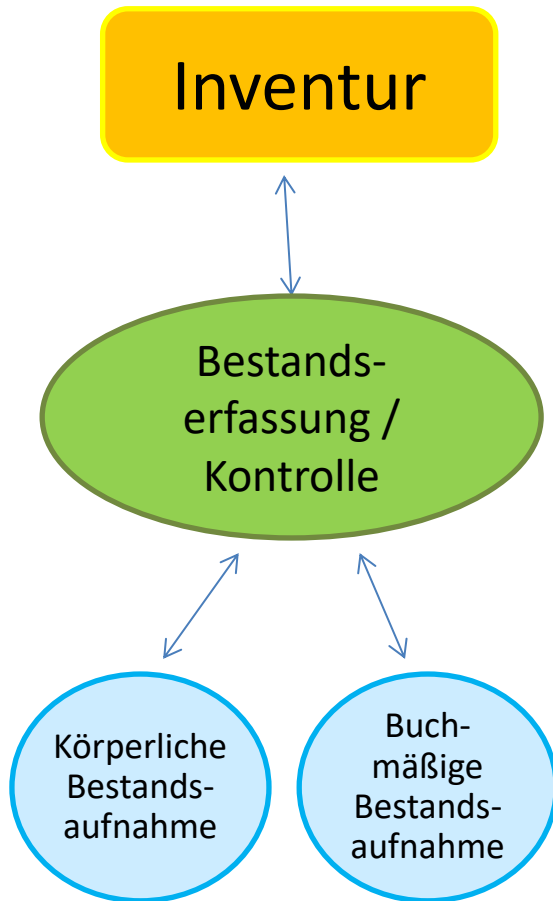 Inventur
Bestands-
erfassung /
Kontrolle
Körperliche
Bestands-
aufnahme
Buch-
mäßige
Bestands-
aufnahme